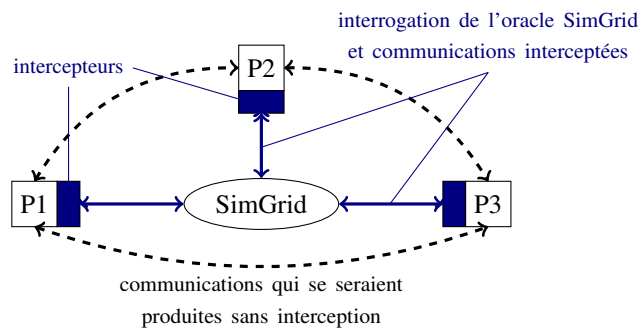 interrogation de l'oracle SimGrid
et communications interceptées
intercepteurs
P2
P1
SimGrid
P3
communications qui se seraient
produites sans interception